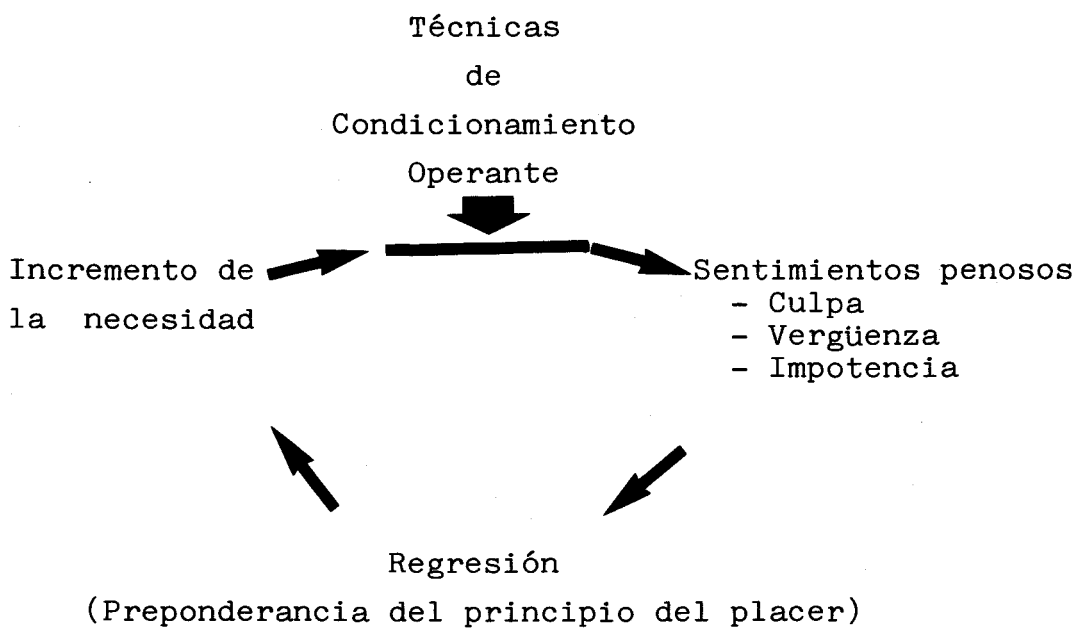 Técnicas
de
Condicionamiento
Operante
Incremento de
la necesidad
Sentimientos penosos
- Culpa
- Vergüenza
- Impotencia
Regresión
(Preponderancia del principio del placer)